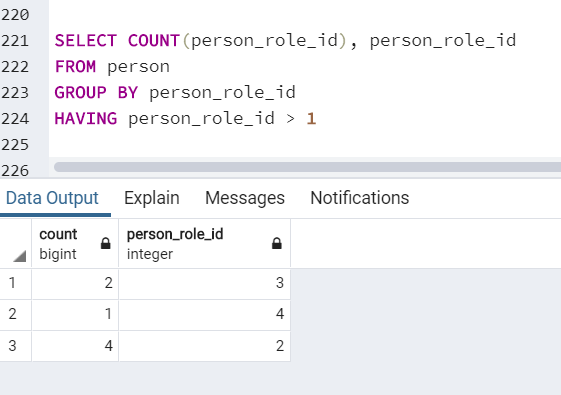 220
221 SELECT COUNT(person_role_id), person_role_id
222 FROM person
223 GROUP BY person_role_id
224 HAVING person_role_id > 1
225
226
Data Output Explain Messages Notifications
count person_role_id
bigint integer
1 2 3
2 1 4
3 4 2